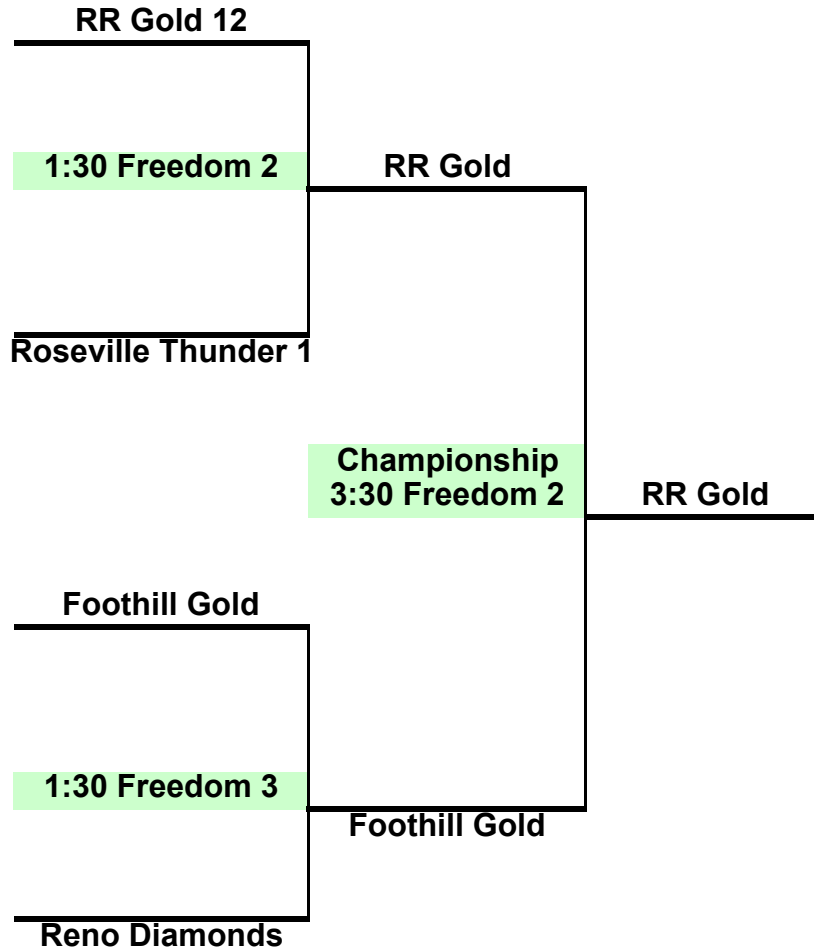 RR Gold 12
1:30 Freedom 2
RR Gold
Roseville Thunder 1
Championship
3:30 Freedom 2
RR Gold
Foothill Gold
1:30 Freedom 3
Foothill Gold
Reno Diamonds